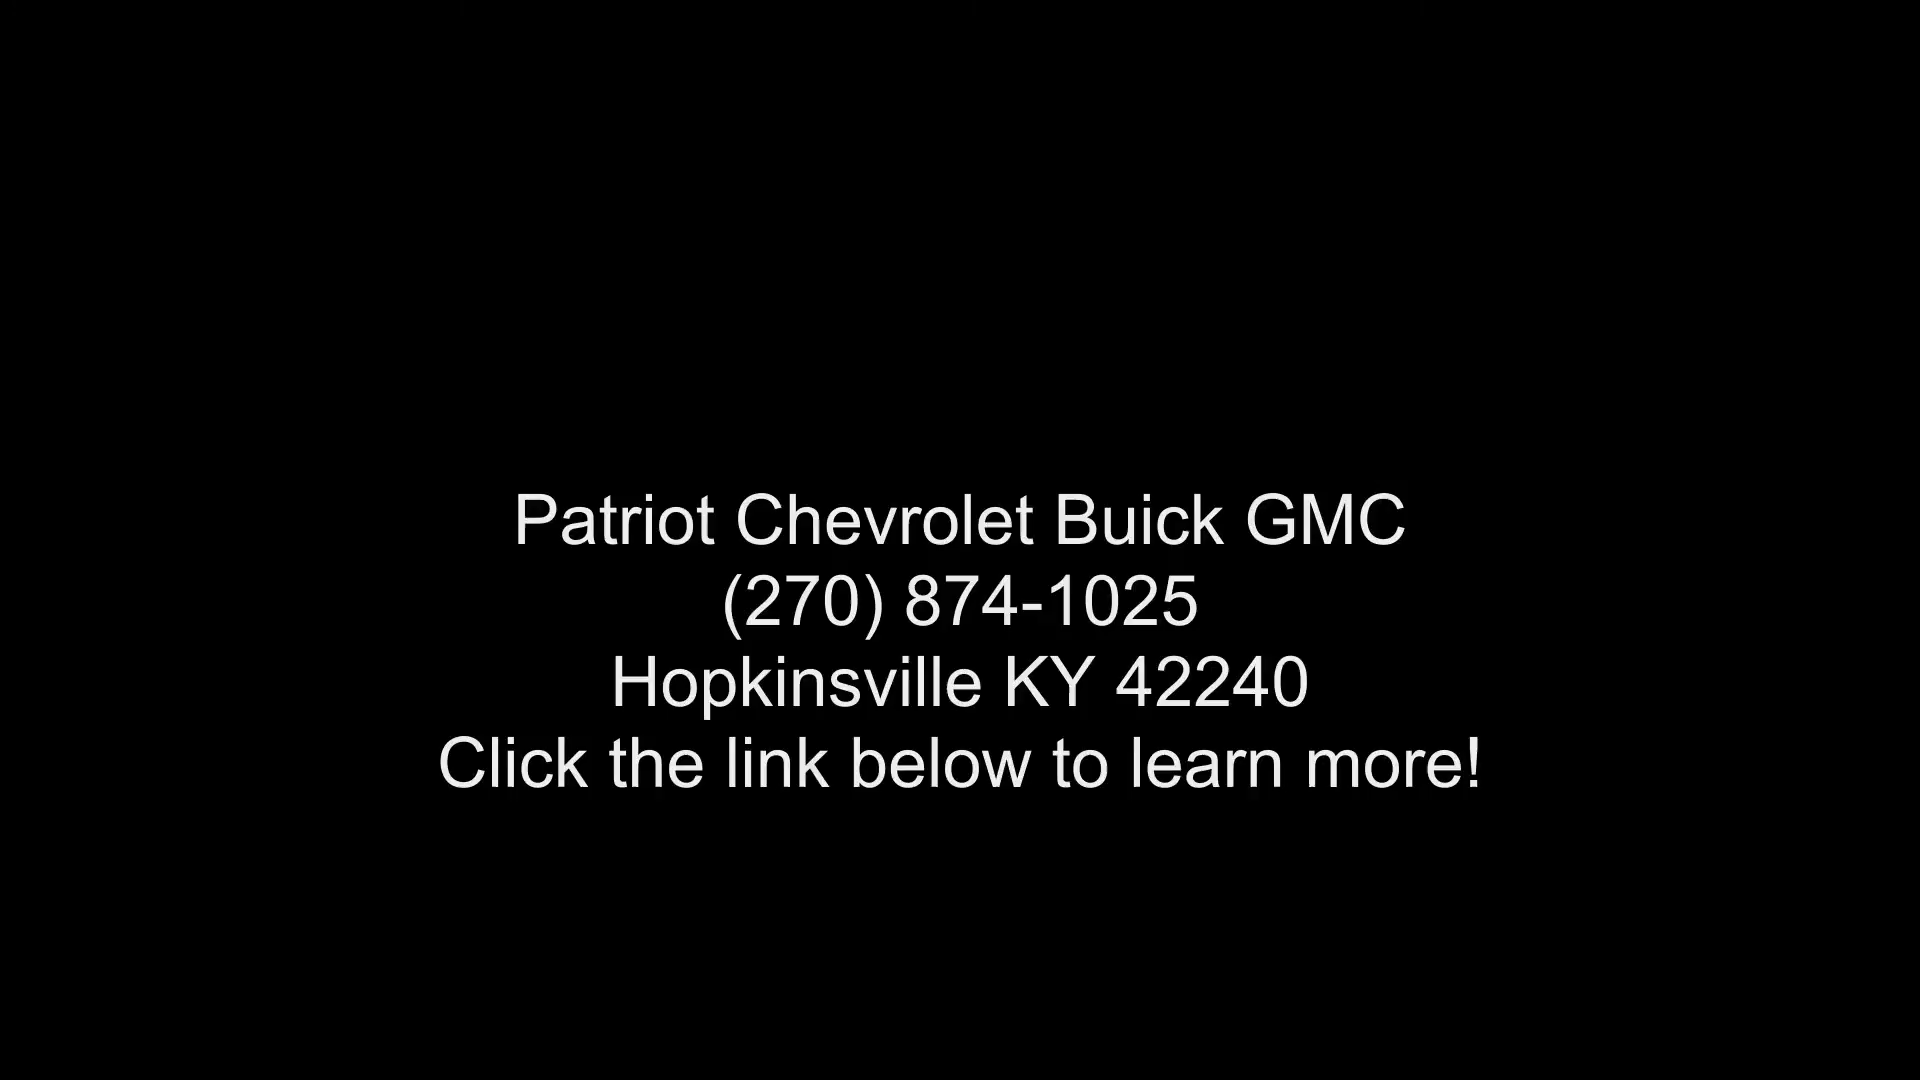 Patriot Chevrolet Buick GMC
(270) 874-1025
Hopkinsville KY 42240
Click the link below to learn more!